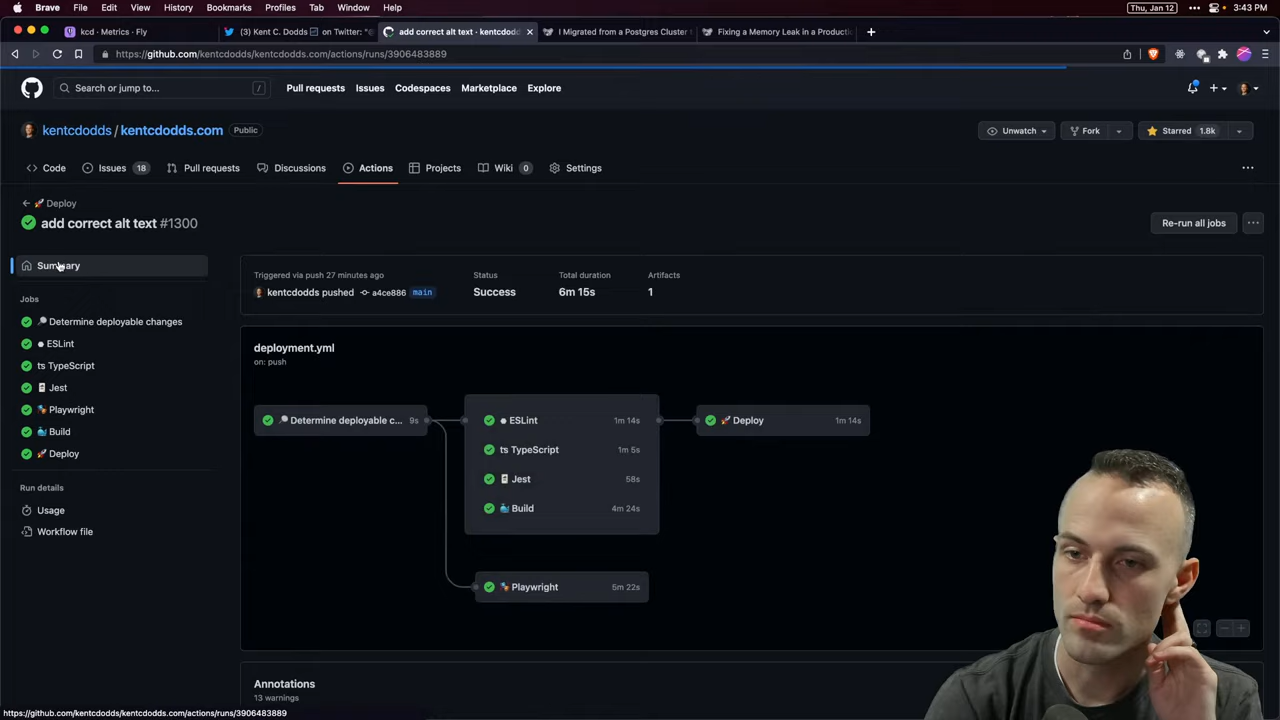 Brave File Edit View History Bookmarks Profiles Tab Window Help Thu, Jan 12 3:43 PM
kcd · Metrics · Fly
(3) Kent C. Dodds on Twitter: "
add correct alt text · kentcdodd
I Migrated from a Postgres Cluster
Fixing a Memory Leak in a Producti
https://github.com/kentcdodds/kentcdodds.com/actions/runs/3906483889
Search or jump to... /
Pull requests Issues Codespaces Marketplace Explore
kentcdodds / kentcdodds.com Public
Unwatch Fork Starred 1.8k
Code Issues 18 Pull requests Discussions Actions Projects Wiki 0 Settings
Deploy
add correct alt text #1300
Re-run all jobs
Summary
Jobs
Determine deployable changes
ESLint
ts TypeScript
Jest
Playwright
Build
Deploy
Run details
Usage
Workflow file
Triggered via push 27 minutes ago
kentcdodds pushed a4ce886 main
Status
Success
Total duration
6m 15s
Artifacts
1
deployment.yml
on: push
Determine deployable c... 9s
ESLint 1m 14s
ts TypeScript 1m 5s
Jest 58s
Build 4m 24s
Deploy 1m 14s
Playwright 5m 22s
Annotations
13 warnings
https://github.com/kentcdodds/kentcdodds.com/actions/runs/3906483889